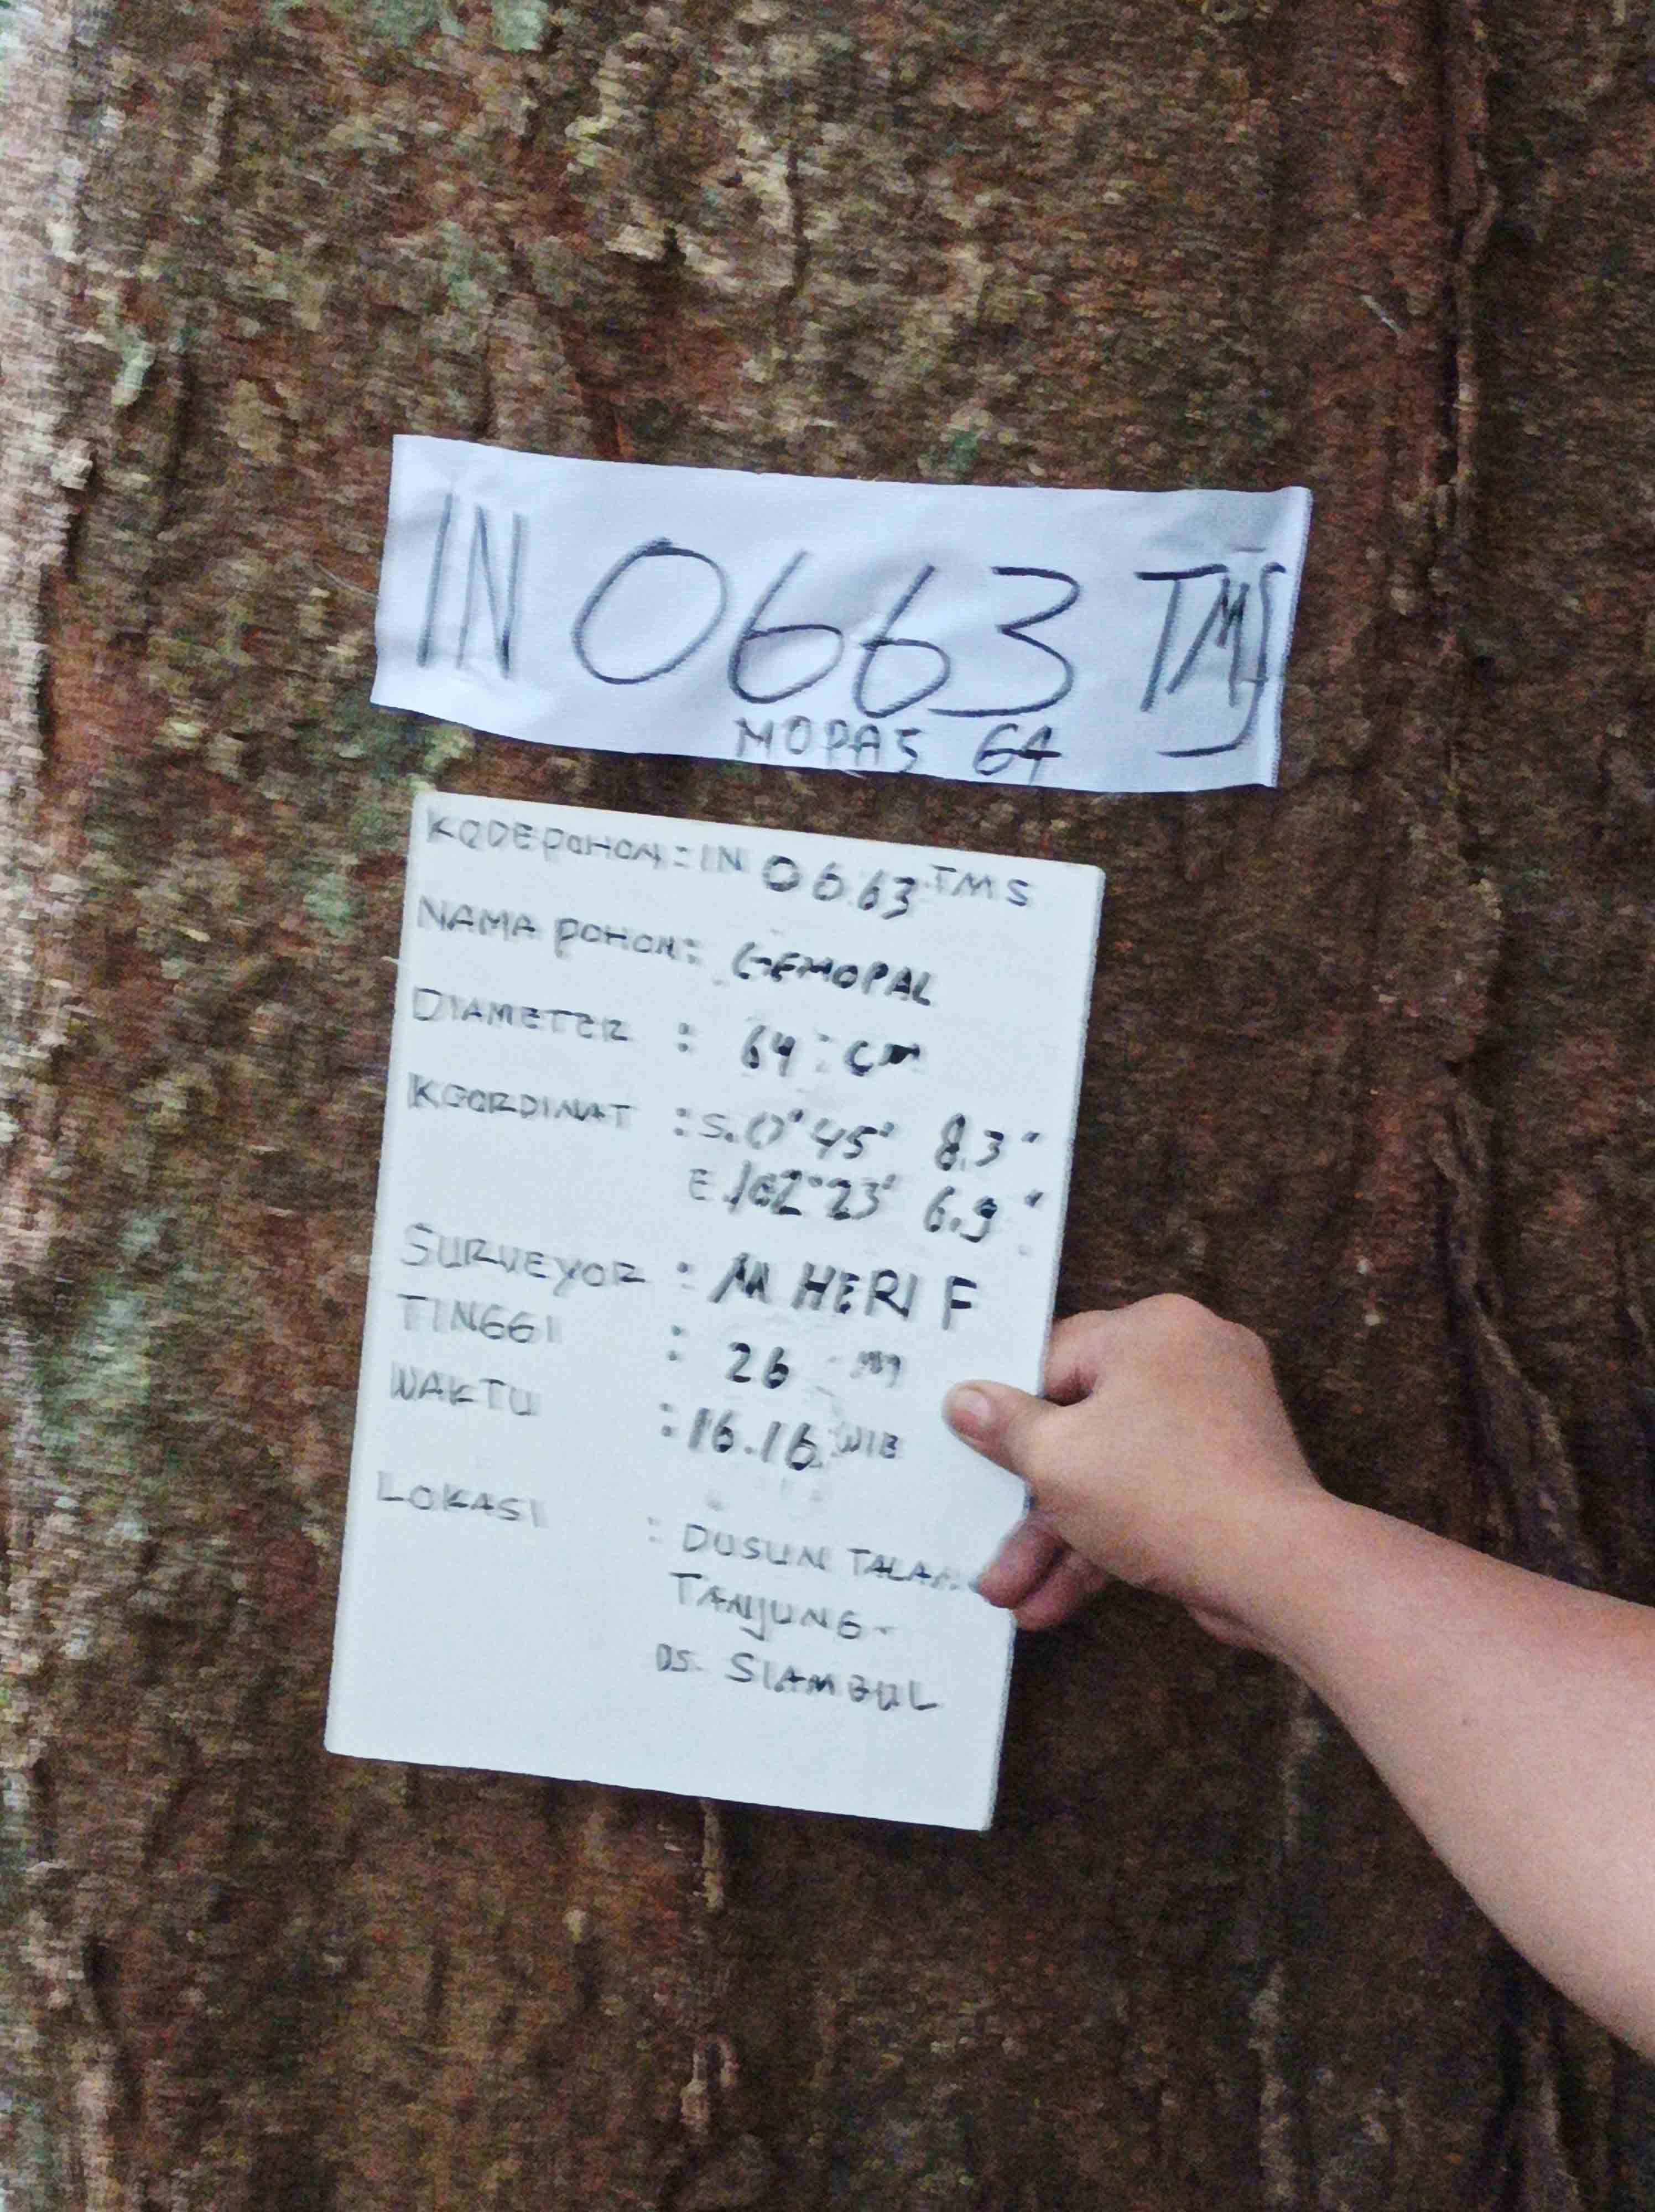 IN 0663 TMS
MOPAS 64
KODE POHON : IN 0663 TMS
NAMA POHON : GEMOPAL
DIAMETER : 64 CM
KOORDINAT : S.0° 45' 8.3"
E.102° 23' 6.9"
SURVEYOR : M HERI F
TINGGI : 26 M
WAKTU : 16.16 WIB
LOKASI : DUSUN
TANJUNG -
DS. SIAMBUL